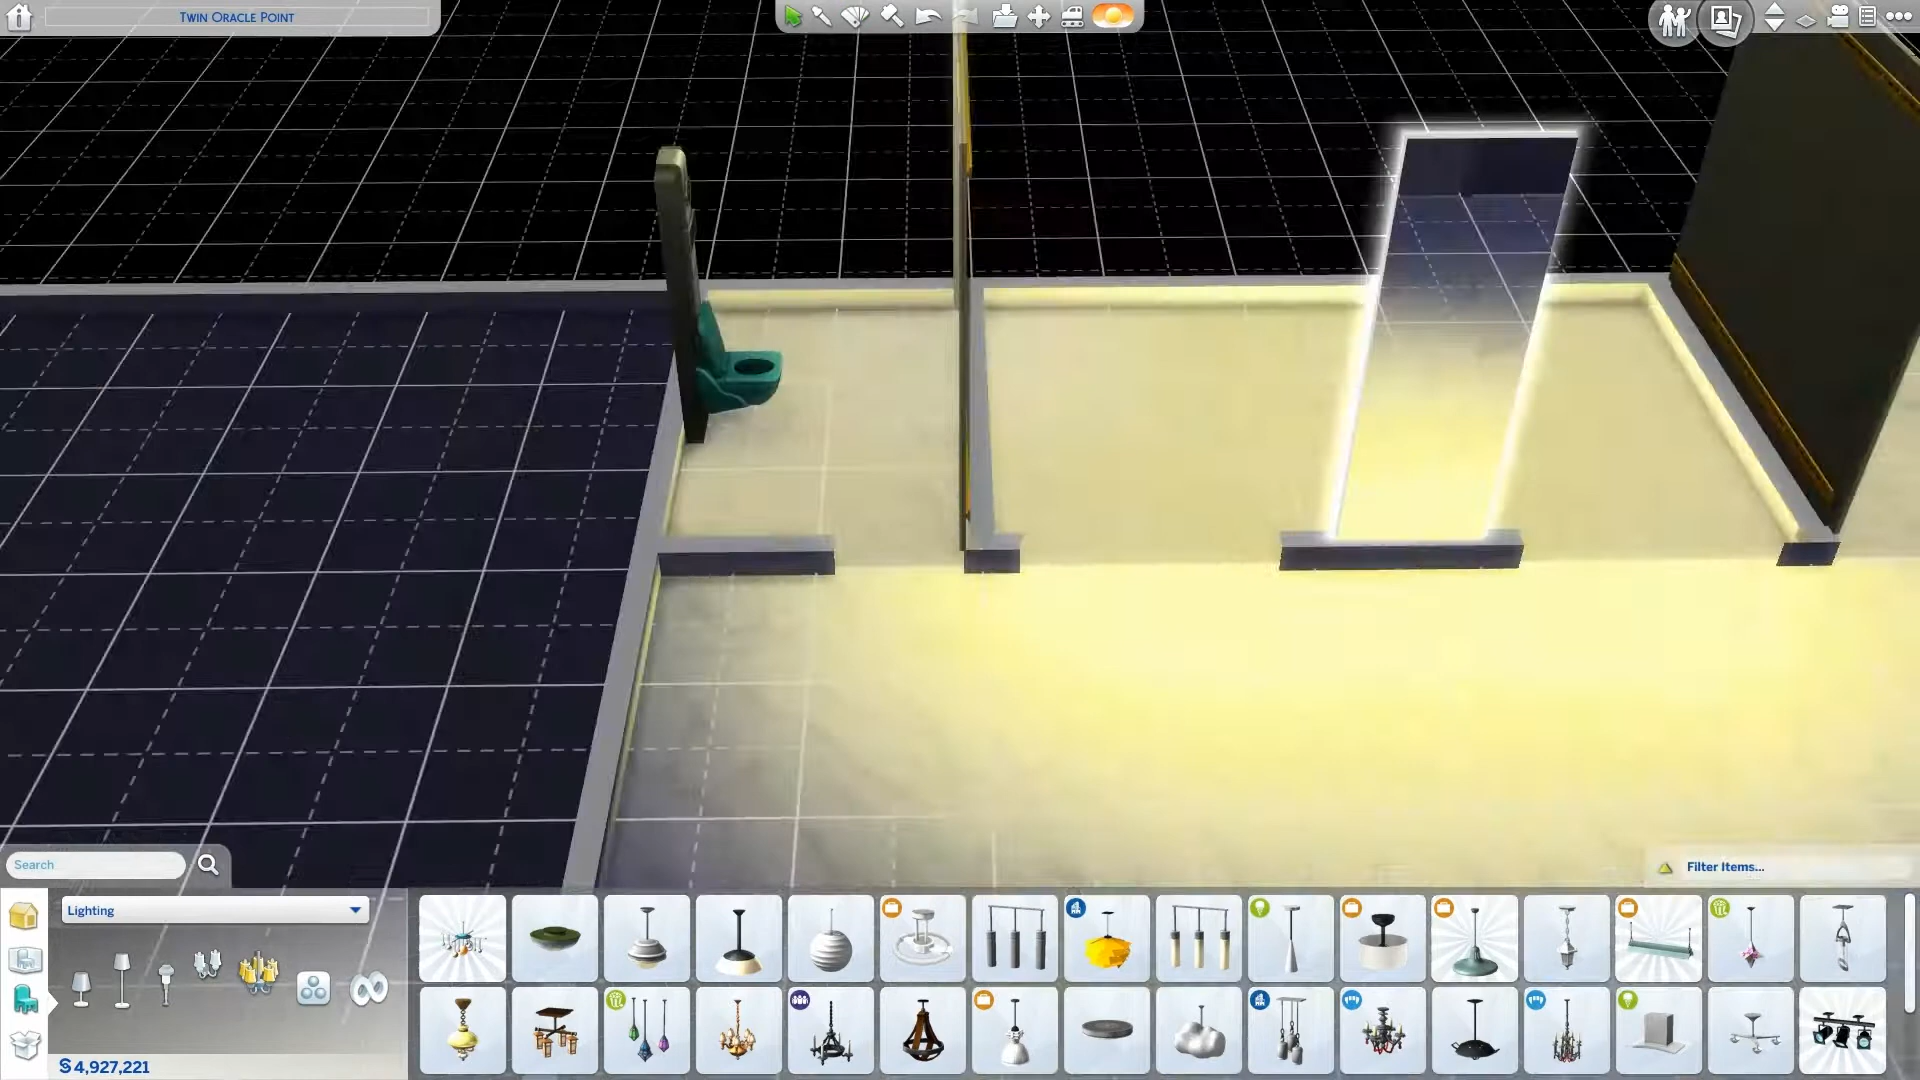 Twin Oracle Point
Search
Filter Items...
Lighting
§4,927,221